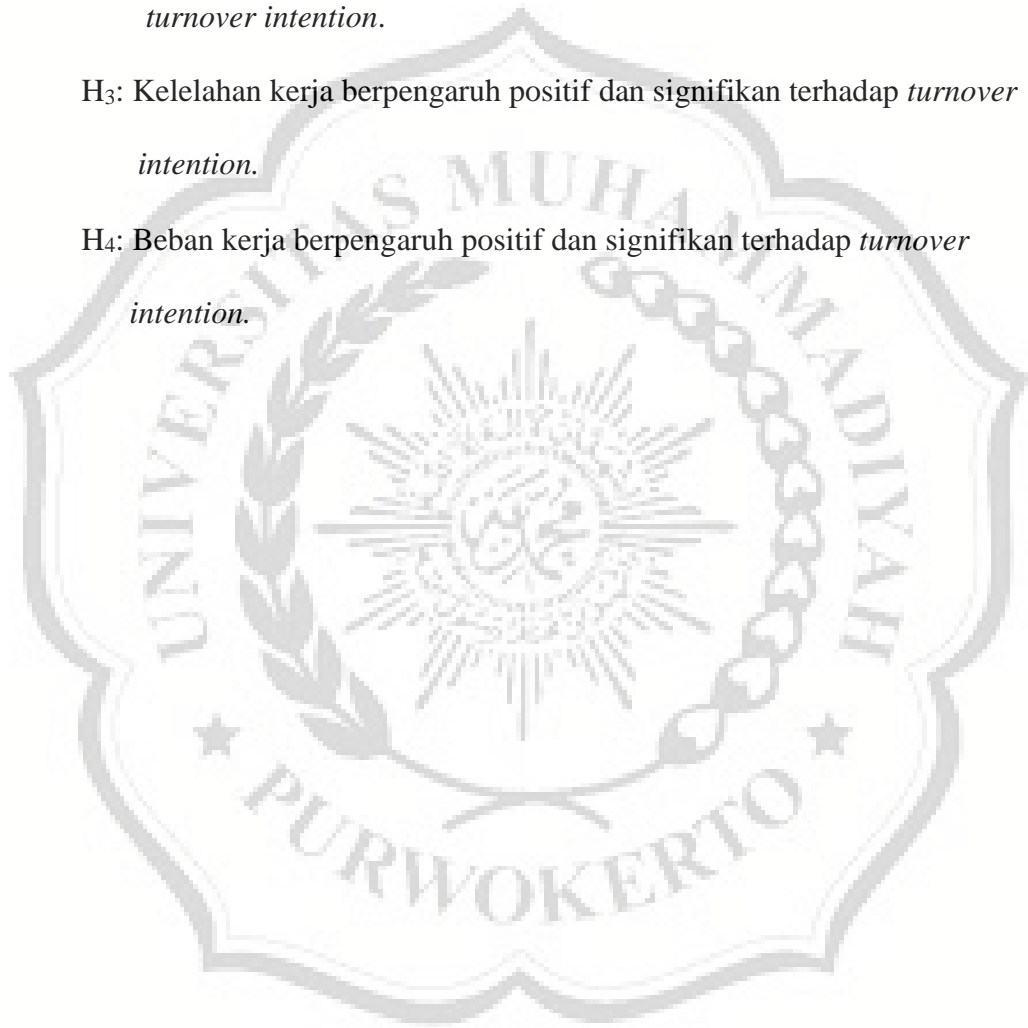 turnover intention.
H3: Kelelahan kerja berpengaruh positif dan signifikan terhadap turnover
intention.
H4: Beban kerja berpengaruh positif dan signifikan terhadap turnover
intention.
UNIVERSITAS MUHAMMADIYAH
PURWOKERTO